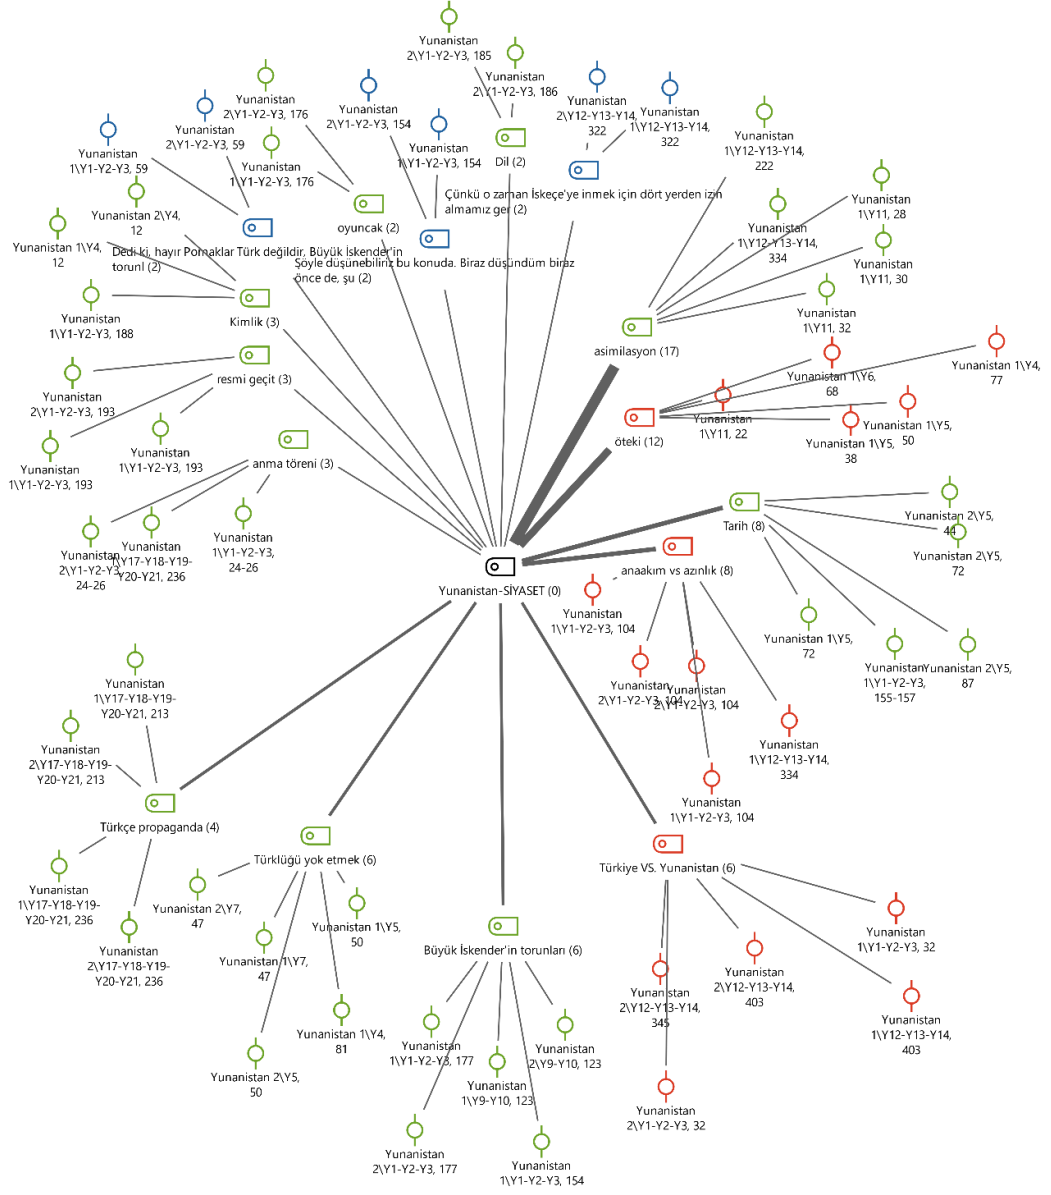 Yunanistan
2\Y1-Y2-Y3, 185
Yunanistan
2\Y1-Y2-Y3, 186
Dil (2)
Yunanistan
2\Y12-Y13-Y14,
322
Yunanistan
1\Y12-Y13-Y14,
322
Çünkü o zaman İskeçe'ye inmek için dört yerden izin
almamız ger (2)
Yunanistan
2\Y1-Y2-Y3, 154
Yunanistan
1\Y1-Y2-Y3, 154
Şöyle düşünebiliriz bu konuda. Biraz düşündüm biraz
önce de, şu (2)
Yunanistan
2\Y1-Y2-Y3, 176
Yunanistan
1\Y1-Y2-Y3, 176
oyuncak (2)
Yunanistan
2\Y1-Y2-Y3, 59
Yunanistan
1\Y1-Y2-Y3, 59
Dedi ki, hayır Pomaklar Türk değildir, Büyük İskender'in
torunl (2)
Yunanistan 2\Y4,
12
Yunanistan 1\Y4,
12
Yunanistan
1\Y1-Y2-Y3, 188
Kimlik (3)
resmi geçit (3)
Yunanistan
2\Y1-Y2-Y3, 193
Yunanistan
1\Y1-Y2-Y3, 193
Yunanistan
1\Y1-Y2-Y3, 193
anma töreni (3)
Yunanistan
2\Y1-Y2-Y3,
24-26
Yunanistan
1\Y17-Y18-Y19-
Y20-Y21, 236
Yunanistan
1\Y1-Y2-Y3,
24-26
Yunanistan
1\Y12-Y13-Y14,
222
Yunanistan
1\Y12-Y13-Y14,
334
Yunanistan
1\Y11, 28
Yunanistan
1\Y11, 30
Yunanistan
1\Y11, 32
asimilasyon (17)
Yunanistan 1\Y6,
68
Yunanistan 1\Y4,
77
Yunanistan
1\Y11, 22
Yunanistan 1\Y5,
50
Yunanistan 1\Y5,
38
öteki (12)
Tarih (8)
Yunanistan 2\Y5,
44
Yunanistan 2\Y5,
72
Yunanistan 1\Y5,
72
Yunanistan
1\Y1-Y2-Y3,
155-157
Yunanistan 2\Y5,
87
anaakım vs azınlık (8)
Yunanistan
1\Y1-Y2-Y3, 104
Yunanistan
2\Y1-Y2-Y3, 104
Yunanistan
2\Y1-Y2-Y3, 104
Yunanistan
1\Y12-Y13-Y14,
334
Yunanistan
1\Y1-Y2-Y3, 104
Yunanistan-SİYASET (0)
Yunanistan
1\Y17-Y18-Y19-
Y20-Y21, 213
Yunanistan
2\Y17-Y18-Y19-
Y20-Y21, 213
Türkçe propaganda (4)
Yunanistan
1\Y17-Y18-Y19-
Y20-Y21, 236
Yunanistan
2\Y17-Y18-Y19-
Y20-Y21, 236
Türklüğü yok etmek (6)
Yunanistan 2\Y7,
47
Yunanistan 1\Y7,
47
Yunanistan 1\Y5,
50
Yunanistan 1\Y4,
81
Yunanistan 2\Y5,
50
Büyük İskender'in torunları (6)
Yunanistan
1\Y1-Y2-Y3, 177
Yunanistan
1\Y9-Y10, 123
Yunanistan
2\Y9-Y10, 123
Yunanistan
2\Y1-Y2-Y3, 177
Yunanistan
1\Y1-Y2-Y3, 154
Türkiye VS. Yunanistan (6)
Yunanistan
1\Y1-Y2-Y3, 32
Yunanistan
2\Y12-Y13-Y14,
403
Yunanistan
2\Y12-Y13-Y14,
345
Yunanistan
1\Y12-Y13-Y14,
403
Yunanistan
2\Y1-Y2-Y3, 32